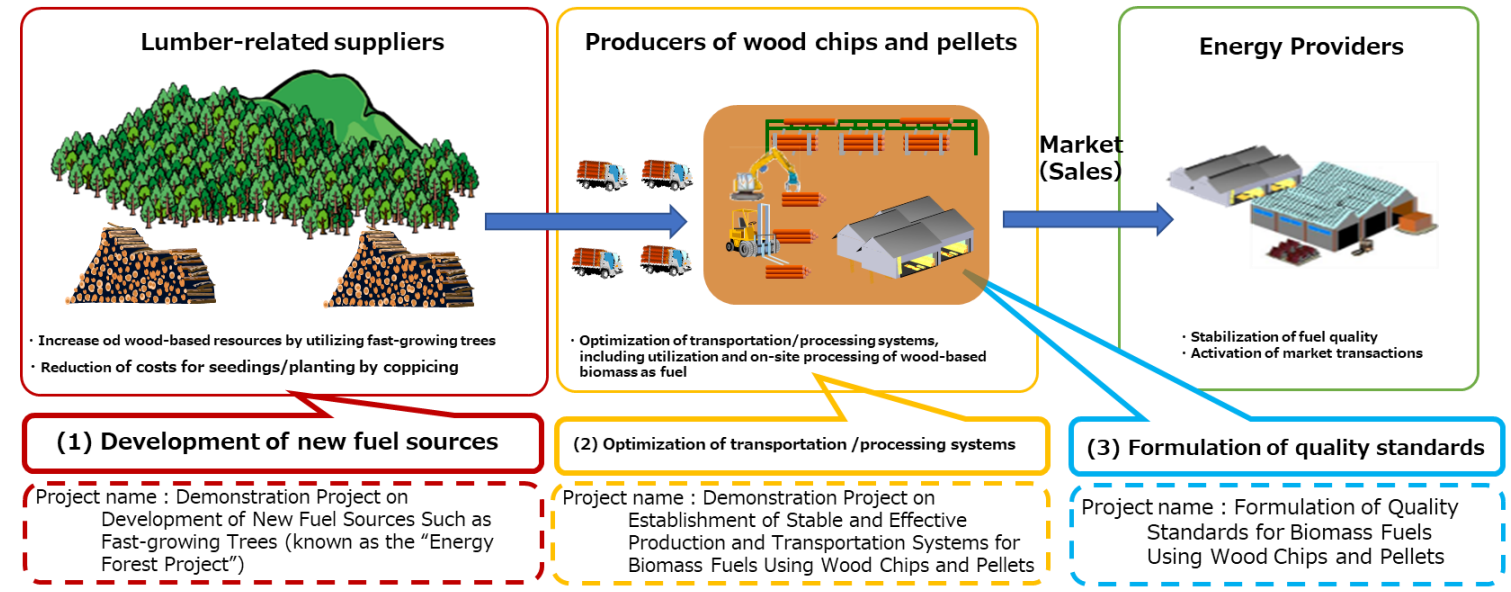 Lumber-related suppliers
・Increase od wood-based resources by utilizing fast-growing trees
・Reduction of costs for seedings/planting by coppicing
Producers of wood chips and pellets
・Optimization of transportation/processing systems,
including utilization and on-site processing of wood-based
biomass as fuel
Market
(Sales)
Energy Providers
・Stabilization of fuel quality
・Activation of market transactions
(1) Development of new fuel sources
Project name : Demonstration Project on
Development of New Fuel Sources Such as
Fast-growing Trees (known as the “Energy
Forest Project”)
(2) Optimization of transportation /processing systems
Project name : Demonstration Project on
Establishment of Stable and Effective
Production and Transportation Systems for
Biomass Fuels Using Wood Chips and Pellets
(3) Formulation of quality standards
Project name : Formulation of Quality
Standards for Biomass Fuels
Using Wood Chips and Pellets